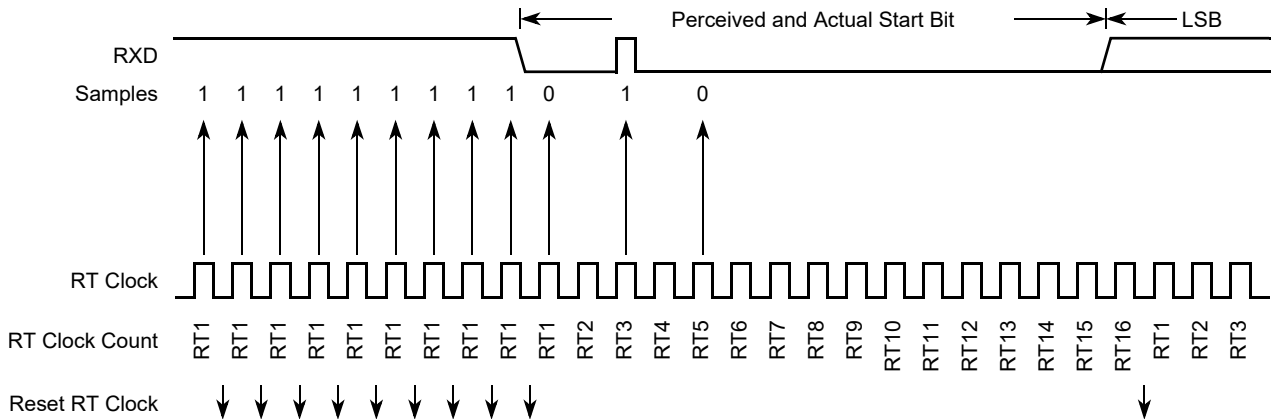 Perceived and Actual Start Bit LSB
RXD
Samples 1 1 1 1 1 1 1 1 1 0 1 0
RT Clock
RT Clock Count RT1 RT1 RT1 RT1 RT1 RT1 RT1 RT1 RT1 RT1 RT2 RT3 RT4 RT5 RT6 RT7 RT8 RT9 RT10 RT11 RT12 RT13 RT14 RT15 RT16 RT1 RT2 RT3
Reset RT Clock